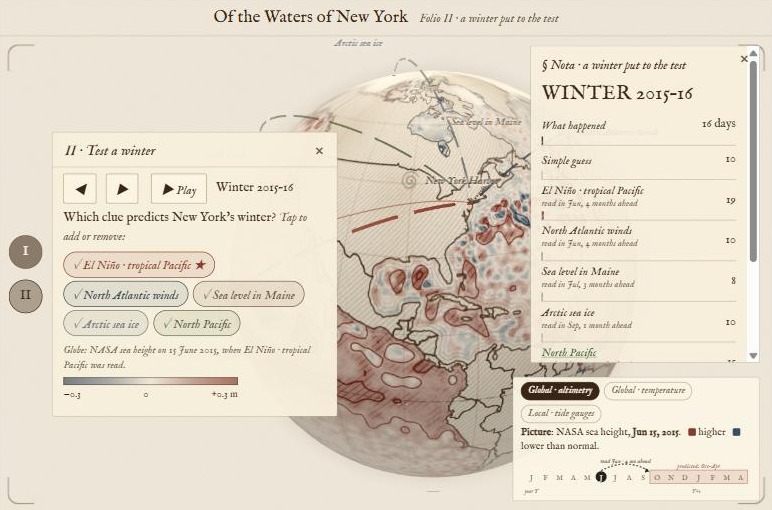 Of the Waters of New York Folio II · a winter put to the test
Arctic sea ice
Sea level in Maine
New York Harbor
II · Test a winter ×
◀ ▶ ▶ Play Winter 2015-16
Which clue predicts New York's winter? Tap to
add or remove:
✓ El Niño · tropical Pacific ★
✓ North Atlantic winds ✓ Sea level in Maine
✓ Arctic sea ice ✓ North Pacific
Globe: NASA sea height on 15 June 2015, when El Niño · tropical
Pacific was read.
−0.3 0 +0.3 m
I
II
§ Nota · a winter put to the test ×
WINTER 2015-16
What happened 16 days
Simple guess 10
El Niño · tropical Pacific 19
read in Jun, 4 months ahead
North Atlantic winds 10
read in Jun, 4 months ahead
Sea level in Maine 8
read in Jul, 3 months ahead
Arctic sea ice 10
read in Sep, 1 month ahead
North Pacific
Global · altimetry Global · temperature
Local · tide gauges
Picture: NASA sea height, Jun 15, 2015. higher
lower than normal.
predicted: Dec-Apr
J F M A M J J A S O N D J F M A
year T